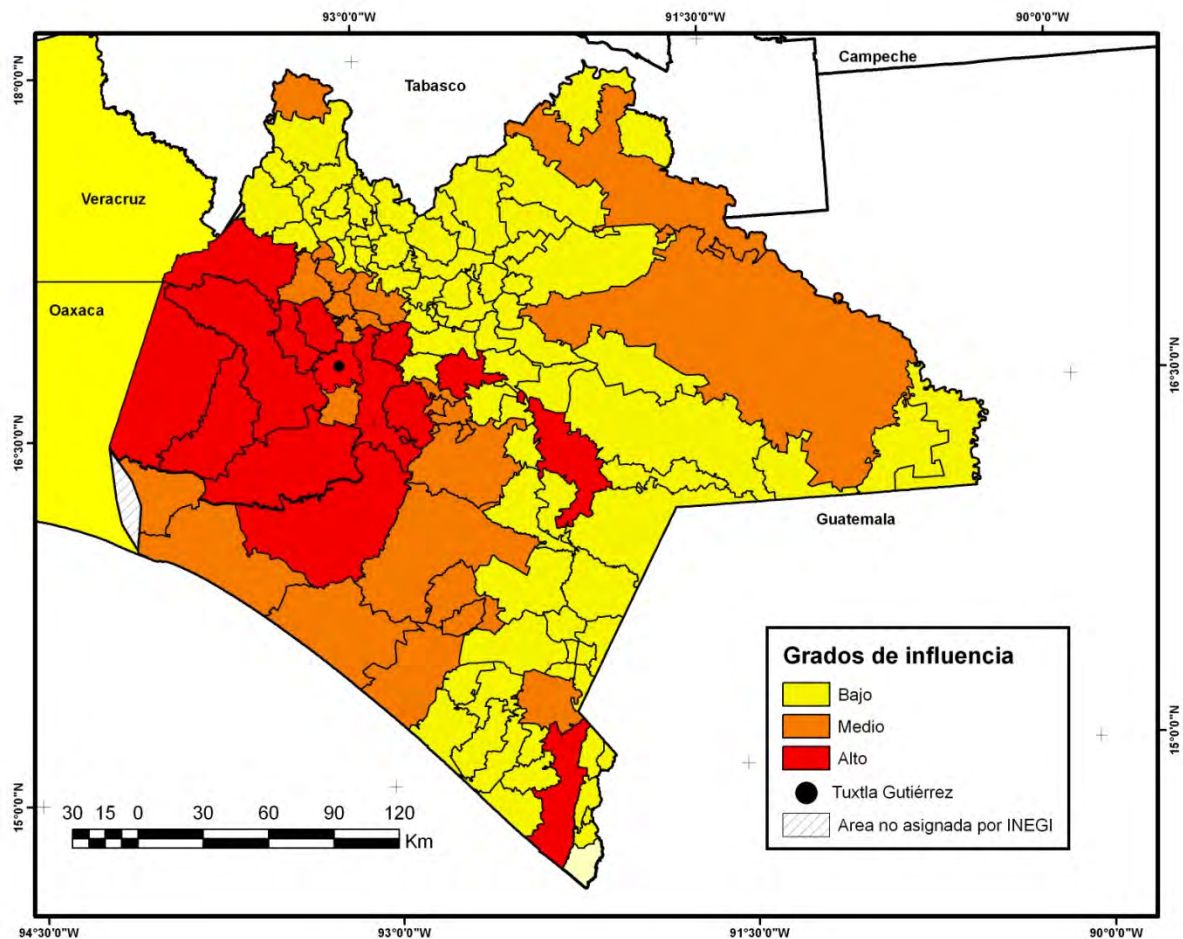 93°0'0"W
91°30'0"W
90°0'0"W
18°0'0"N
Campeche
Tabasco
Veracruz
Oaxaca
16°30'0"N
16°30'0"N
Guatemala
Grados de influencia
Bajo
Medio
Alto
Tuxtla Gutiérrez
Area no asignada por INEGI
15°0'0"N
15°0'0"N
30 15 0 30 60 90 120
Km
94°30'0"W
93°0'0"W
91°30'0"W
90°0'0"W